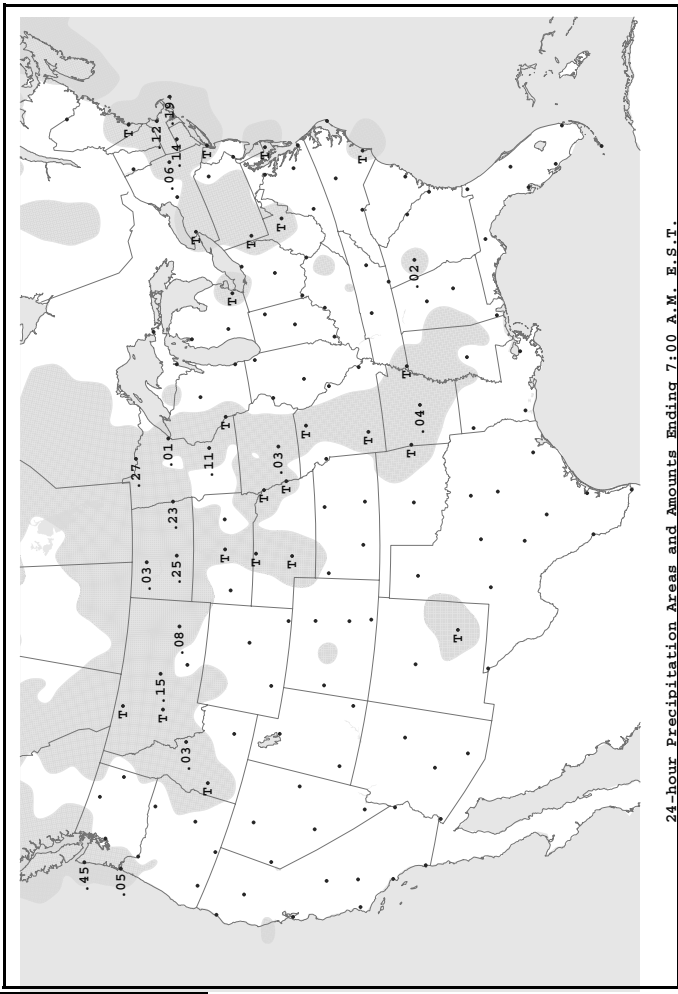 .45
.05
T
T
.27
.03
.12
T .15
.01
.06
.19
.23
.14
.25
.08
.03
T
T
T
.11
T
T
T
T
T
T
T
.03
T
T
T
T
T
T
T
T
.02
.04
T
24-hour Precipitation Areas and Amounts Ending 7:00 A.M. E.S.T.